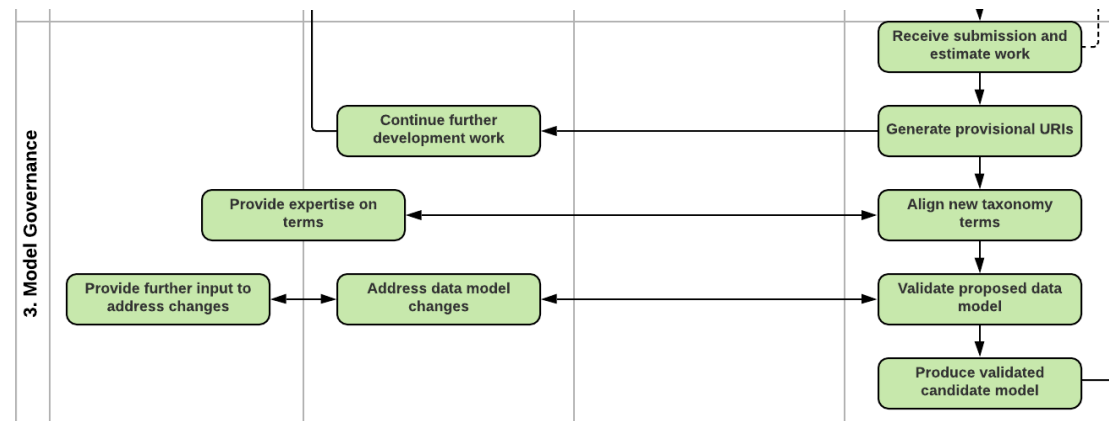 3. Model Governance
Receive submission and
estimate work
Continue further
development work
Generate provisional URIs
Provide expertise on
terms
Align new taxonomy
terms
Provide further input to
address changes
Address data model
changes
Validate proposed data
model
Produce validated
candidate model